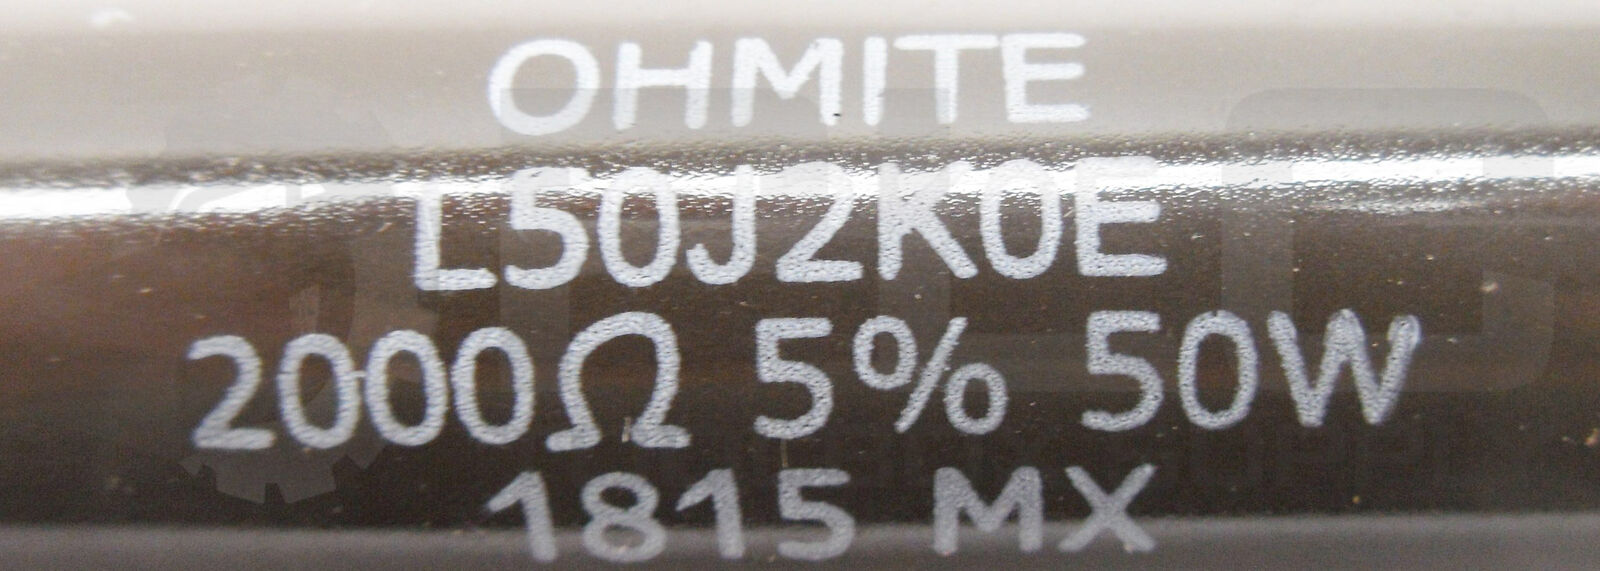 OHMITE
L50J2K0E
2000Ω 5% 50W
1815 MX